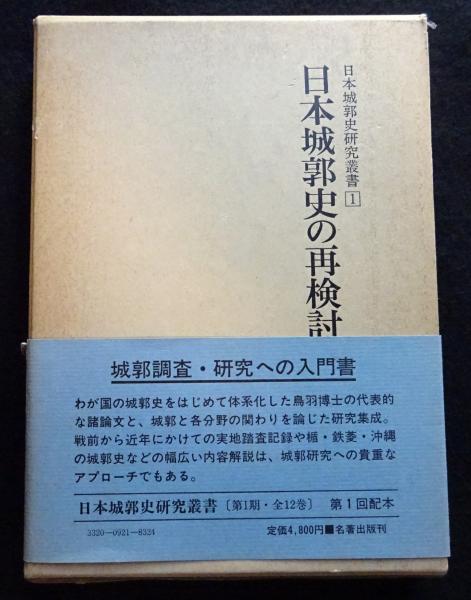 日本城郭史研究叢書1
日本城郭史の再検討
城郭調査・研究への入門書
わが国の城郭史をはじめて体系化した鳥羽博士の代表的
な諸論文と、城郭と各分野の関わりを論じた研究集成。
戦前から近年にかけての実地踏査記録や楯・鉄菱・沖縄
の城郭史などの幅広い内容解説は、城郭研究への貴重な
アプローチでもある。
日本城郭史研究叢書〔第1期・全12巻〕 第1回配本
3320―0921―8324 定価4,800円■名著出版刊